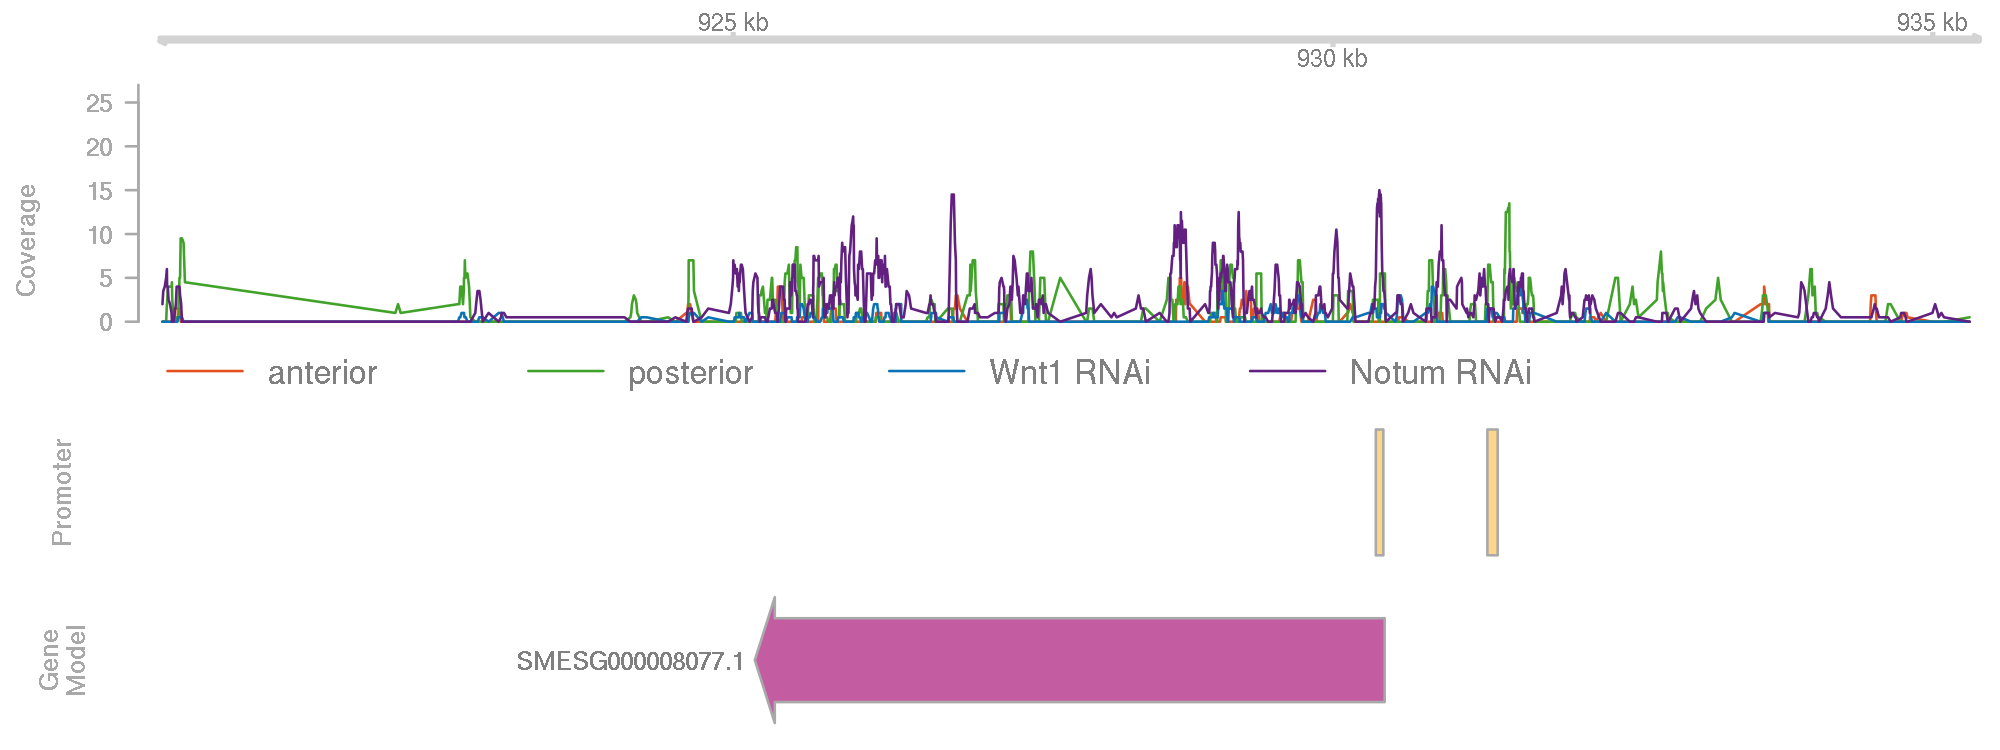 925 kb
935 kb
930 kb
Coverage
25
20
15
10
5
0
anterior
posterior
Wnt1 RNAi
Notum RNAi
Promoter
Gene
Model
SMESG000008077.1